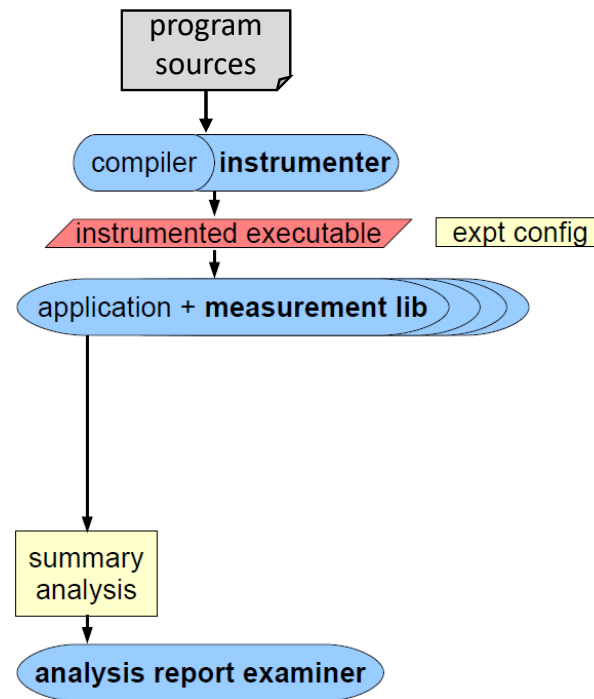 program
sources
compiler instrumenter
instrumented executable
expt config
application + measurement lib
summary
analysis
analysis report examiner